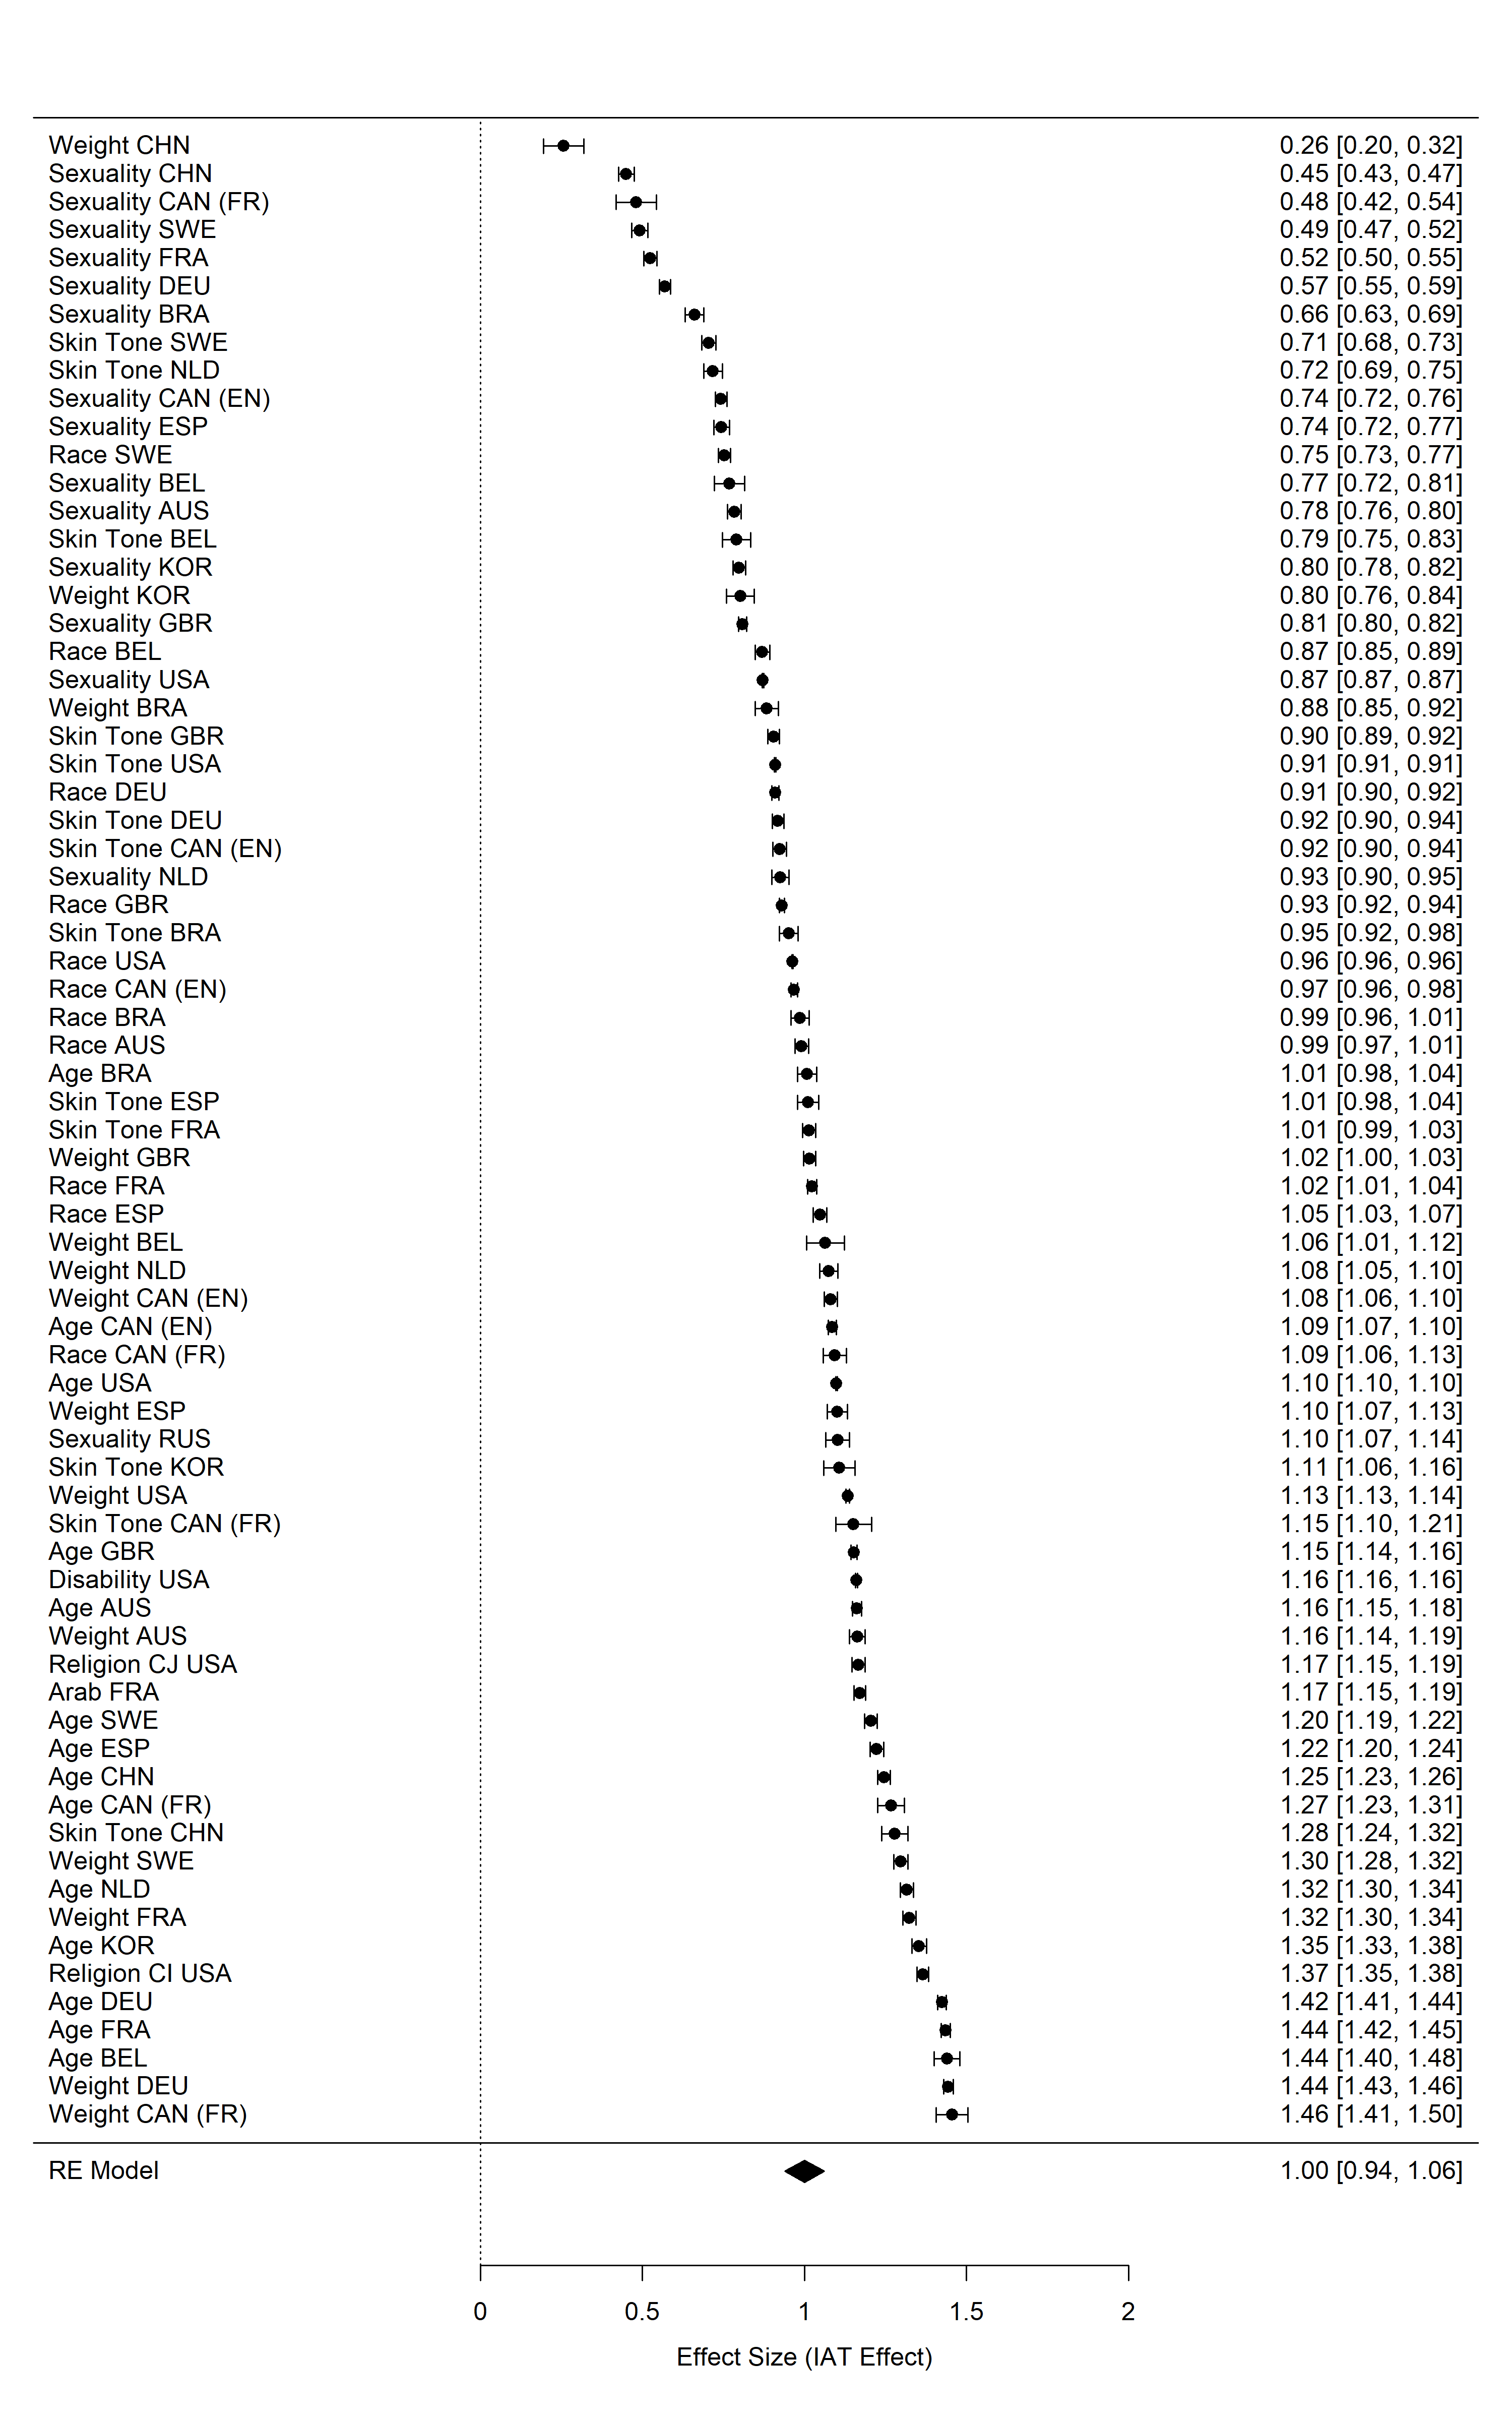 Weight CHN 0.26 [0.20, 0.32]
Sexuality CHN 0.45 [0.43, 0.47]
Sexuality CAN (FR) 0.48 [0.42, 0.54]
Sexuality SWE 0.49 [0.47, 0.52]
Sexuality FRA 0.52 [0.50, 0.55]
Sexuality DEU 0.57 [0.55, 0.59]
Sexuality BRA 0.66 [0.63, 0.69]
Skin Tone SWE 0.71 [0.68, 0.73]
Skin Tone NLD 0.72 [0.69, 0.75]
Sexuality CAN (EN) 0.74 [0.72, 0.76]
Sexuality ESP 0.74 [0.72, 0.77]
Race SWE 0.75 [0.73, 0.77]
Sexuality BEL 0.77 [0.72, 0.81]
Sexuality AUS 0.78 [0.76, 0.80]
Skin Tone BEL 0.79 [0.75, 0.83]
Sexuality KOR 0.80 [0.78, 0.82]
Weight KOR 0.80 [0.76, 0.84]
Sexuality GBR 0.81 [0.80, 0.82]
Race BEL 0.87 [0.85, 0.89]
Sexuality USA 0.87 [0.87, 0.87]
Weight BRA 0.88 [0.85, 0.92]
Skin Tone GBR 0.90 [0.89, 0.92]
Skin Tone USA 0.91 [0.91, 0.91]
Race DEU 0.91 [0.90, 0.92]
Skin Tone DEU 0.92 [0.90, 0.94]
Skin Tone CAN (EN) 0.92 [0.90, 0.94]
Sexuality NLD 0.93 [0.90, 0.95]
Race GBR 0.93 [0.92, 0.94]
Skin Tone BRA 0.95 [0.92, 0.98]
Race USA 0.96 [0.96, 0.96]
Race CAN (EN) 0.97 [0.96, 0.98]
Race BRA 0.99 [0.96, 1.01]
Race AUS 0.99 [0.97, 1.01]
Age BRA 1.01 [0.98, 1.04]
Skin Tone ESP 1.01 [0.98, 1.04]
Skin Tone FRA 1.01 [0.99, 1.03]
Weight GBR 1.02 [1.00, 1.03]
Race FRA 1.02 [1.01, 1.04]
Race ESP 1.05 [1.03, 1.07]
Weight BEL 1.06 [1.01, 1.12]
Weight NLD 1.08 [1.05, 1.10]
Weight CAN (EN) 1.08 [1.06, 1.10]
Age CAN (EN) 1.09 [1.07, 1.10]
Race CAN (FR) 1.09 [1.06, 1.13]
Age USA 1.10 [1.10, 1.10]
Weight ESP 1.10 [1.07, 1.13]
Sexuality RUS 1.10 [1.07, 1.14]
Skin Tone KOR 1.11 [1.06, 1.16]
Weight USA 1.13 [1.13, 1.14]
Skin Tone CAN (FR) 1.15 [1.10, 1.21]
Age GBR 1.15 [1.14, 1.16]
Disability USA 1.16 [1.16, 1.16]
Age AUS 1.16 [1.15, 1.18]
Weight AUS 1.16 [1.14, 1.19]
Religion CJ USA 1.17 [1.15, 1.19]
Arab FRA 1.17 [1.15, 1.19]
Age SWE 1.20 [1.19, 1.22]
Age ESP 1.22 [1.20, 1.24]
Age CHN 1.25 [1.23, 1.26]
Age CAN (FR) 1.27 [1.23, 1.31]
Skin Tone CHN 1.28 [1.24, 1.32]
Weight SWE 1.30 [1.28, 1.32]
Age NLD 1.32 [1.30, 1.34]
Weight FRA 1.32 [1.30, 1.34]
Age KOR 1.35 [1.33, 1.38]
Religion CI USA 1.37 [1.35, 1.38]
Age DEU 1.42 [1.41, 1.44]
Age FRA 1.44 [1.42, 1.45]
Age BEL 1.44 [1.40, 1.48]
Weight DEU 1.44 [1.43, 1.46]
Weight CAN (FR) 1.46 [1.41, 1.50]
RE Model 1.00 [0.94, 1.06]
0 0.5 1 1.5 2
Effect Size (IAT Effect)